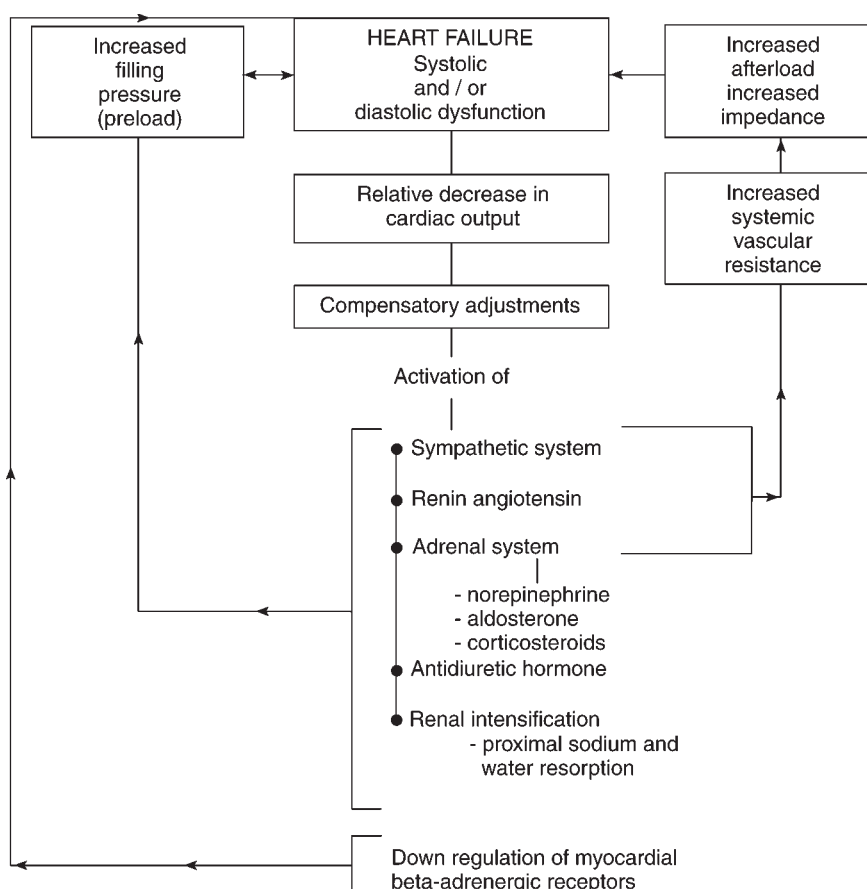 Increased
filling
pressure
(preload)
HEART FAILURE
Systolic
and / or
diastolic dysfunction
Increased
afterload
increased
impedance
Relative decrease in
cardiac output
Increased
systemic
vascular
resistance
Compensatory adjustments
Activation of
Sympathetic system
Renin angiotensin
Adrenal system
- norepinephrine
- aldosterone
- corticosteroids
Antidiuretic hormone
Renal intensification
- proximal sodium and
water resorption
Down regulation of myocardial
beta-adrenergic receptors